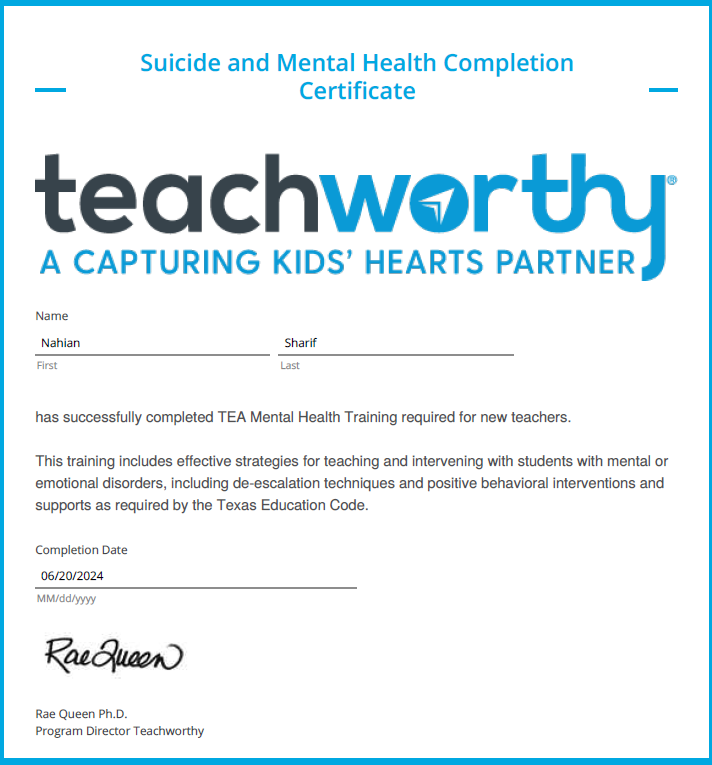 Suicide and Mental Health Completion
Certificate
teachworthy®
A CAPTURING KIDS’ HEARTS PARTNER
Name
Nahian Sharif
First Last
has successfully completed TEA Mental Health Training required for new teachers.
This training includes effective strategies for teaching and intervening with students with mental or
emotional disorders, including de-escalation techniques and positive behavioral interventions and
supports as required by the Texas Education Code.
Completion Date
06/20/2024
MM/dd/yyyy
Rae Queen
Rae Queen Ph.D.
Program Director Teachworthy